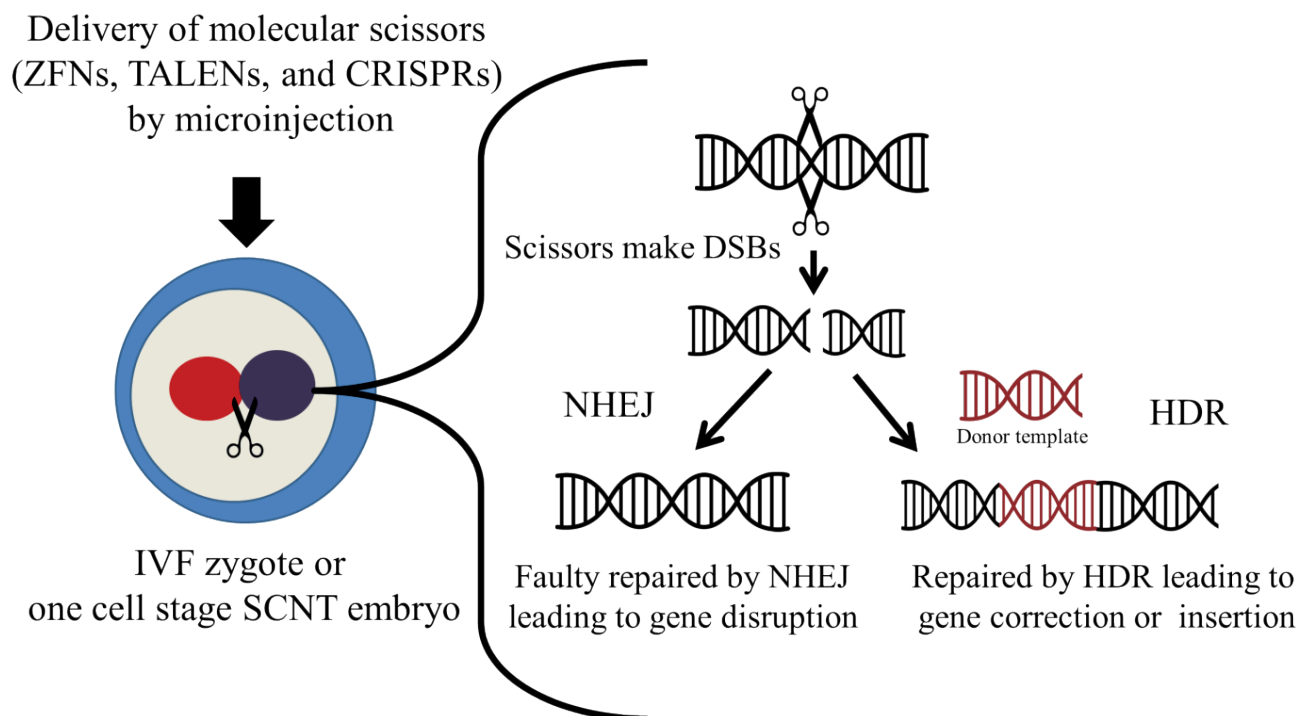 Delivery of molecular scissors
(ZFNs, TALENs, and CRISPRs)
by microinjection
IVF zygote or
one cell stage SCNT embryo
Scissors make DSBs
NHEJ
Donor template
HDR
Faulty repaired by NHEJ
leading to gene disruption
Repaired by HDR leading to
gene correction or insertion